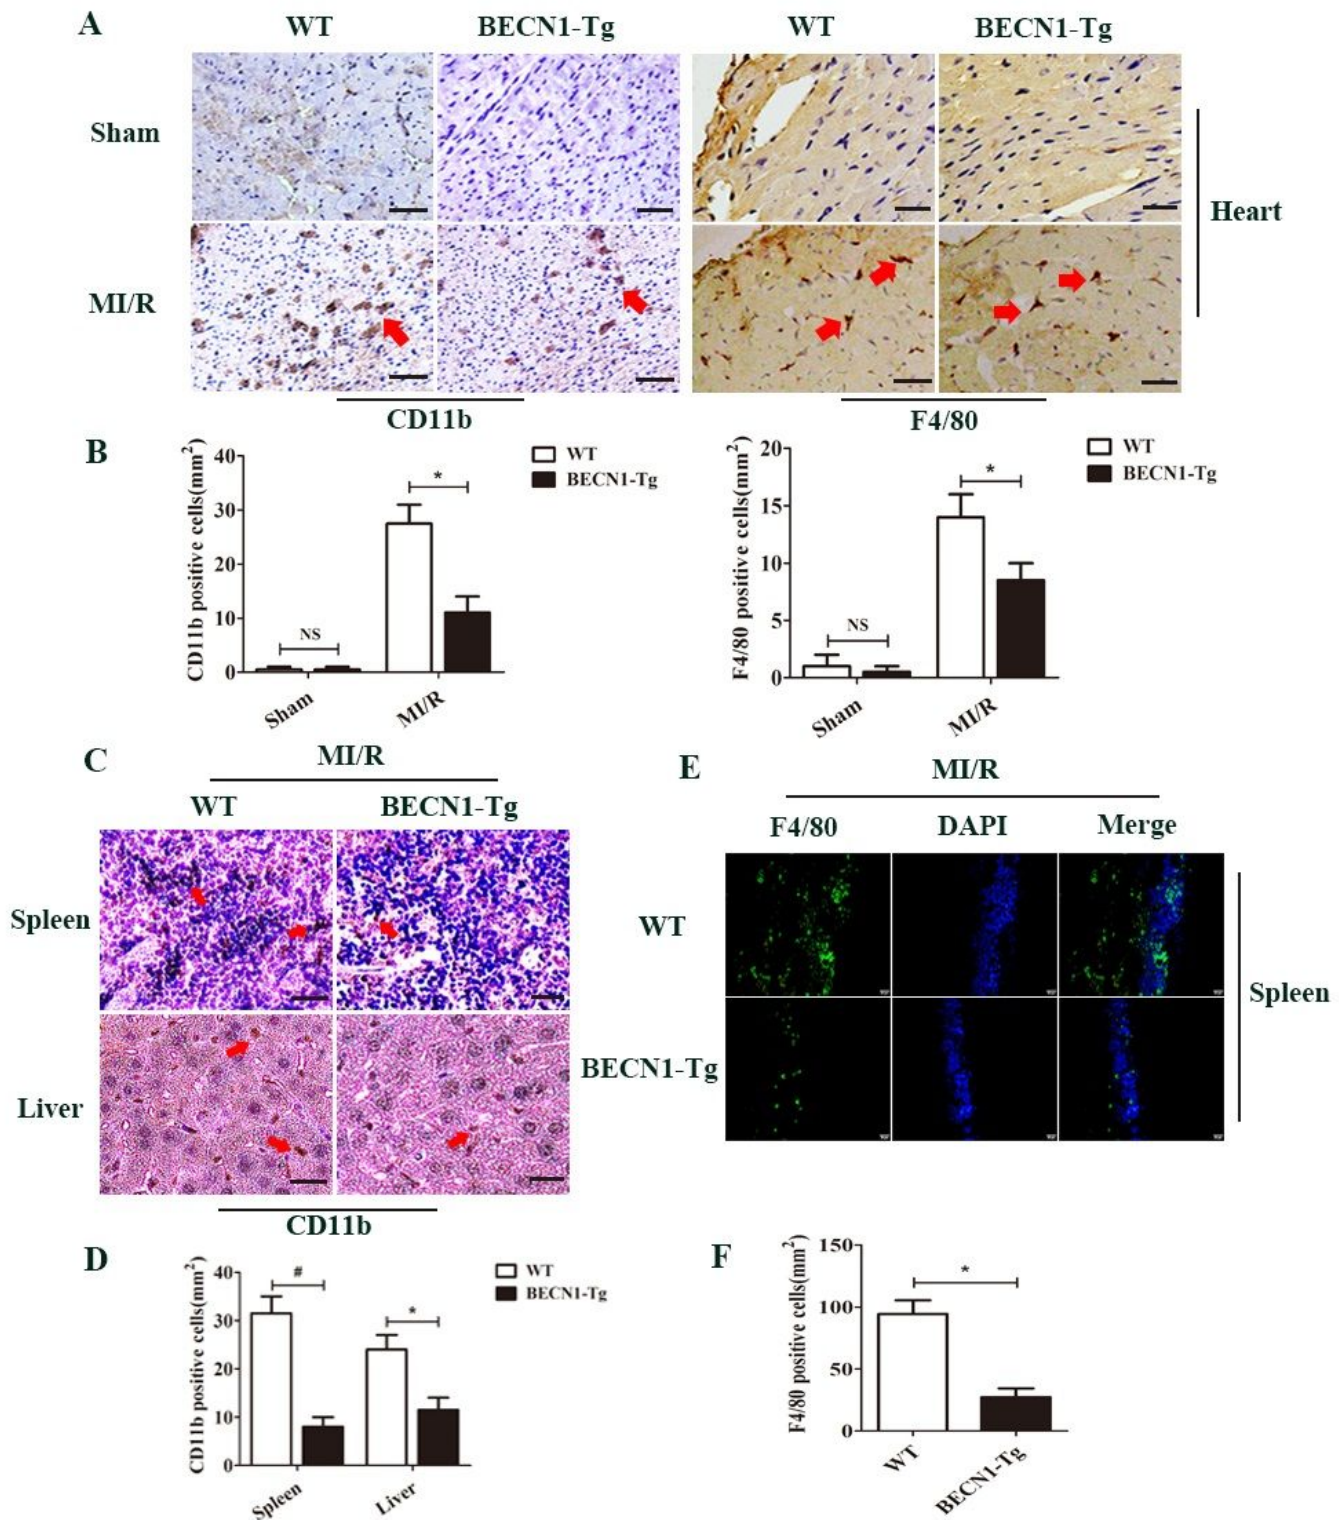 A
WT
BECN1-Tg
WT
BECN1-Tg
Sham
MI/R
Heart
CD11b
F4/80
B
CD11b positive cells(mm²)
40
30
20
10
0
NS
*
Sham
MI/R
WT
BECN1-Tg
F4/80 positive cells(mm²)
20
15
10
5
0
NS
*
Sham
MI/R
WT
BECN1-Tg
C
MI/R
WT
BECN1-Tg
Spleen
Liver
CD11b
E
MI/R
F4/80
DAPI
Merge
WT
BECN1-Tg
Spleen
D
CD11b positive cells(mm²)
40
30
20
10
0
#
*
Spleen
Liver
WT
BECN1-Tg
F
F4/80 positive cells(mm²)
150
100
50
0
*
WT
BECN1-Tg